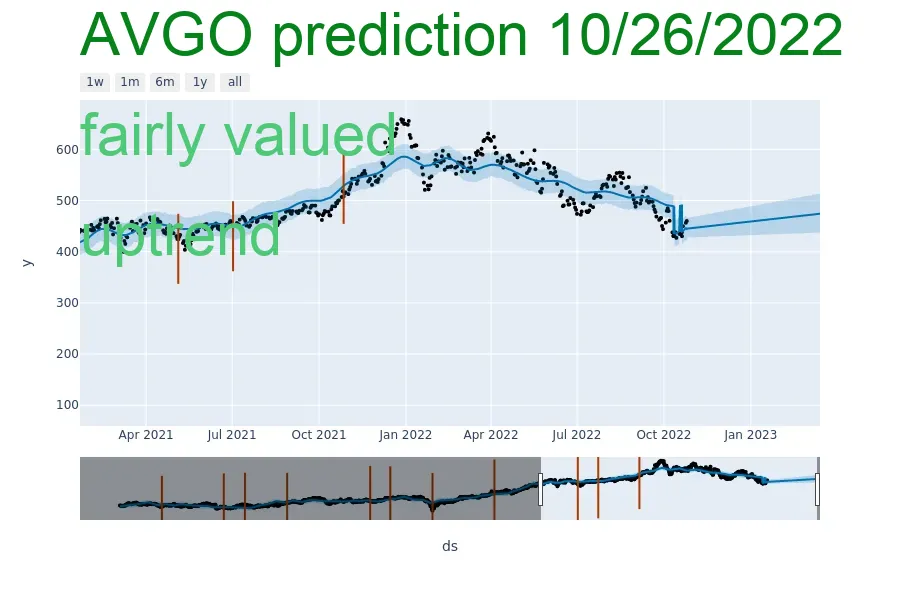 AVGO prediction 10/26/2022
1w 1m 6m 1y all
fairly valued
600
500
uptrend
400
y
300
200
100
Apr 2021 Jul 2021 Oct 2021 Jan 2022 Apr 2022 Jul 2022 Oct 2022 Jan 2023
ds